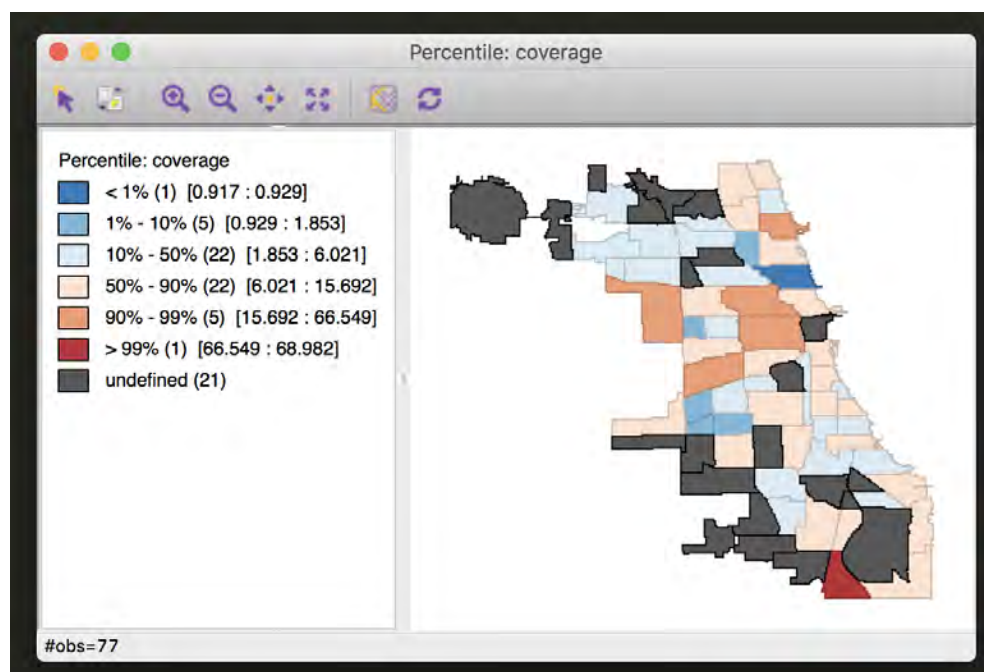 Percentile: coverage
Percentile: coverage
< 1% (1) [0.917 : 0.929]
1% - 10% (5) [0.929 : 1.853]
10% - 50% (22) [1.853 : 6.021]
50% - 90% (22) [6.021 : 15.692]
90% - 99% (5) [15.692 : 66.549]
> 99% (1) [66.549 : 68.982]
undefined (21)
#obs=77